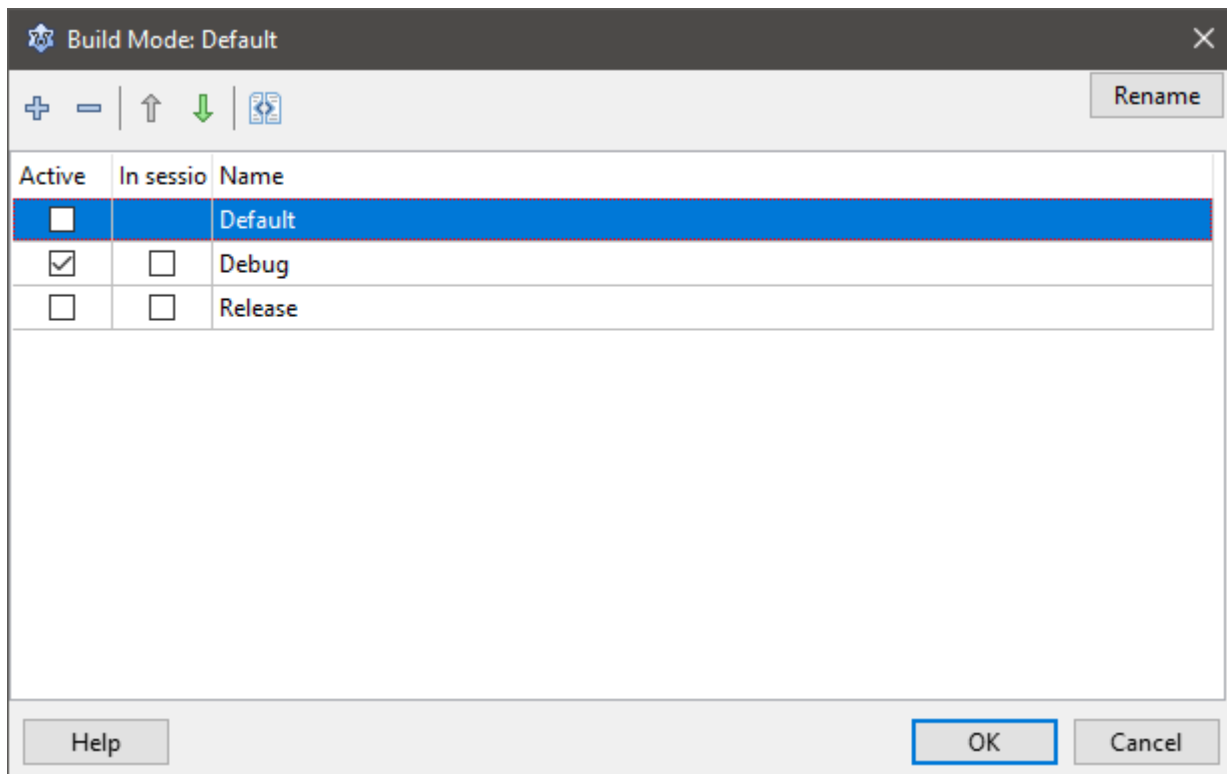 Build Mode: Default
Rename
Active In sessio Name
Default
Debug
Release
Help OK Cancel